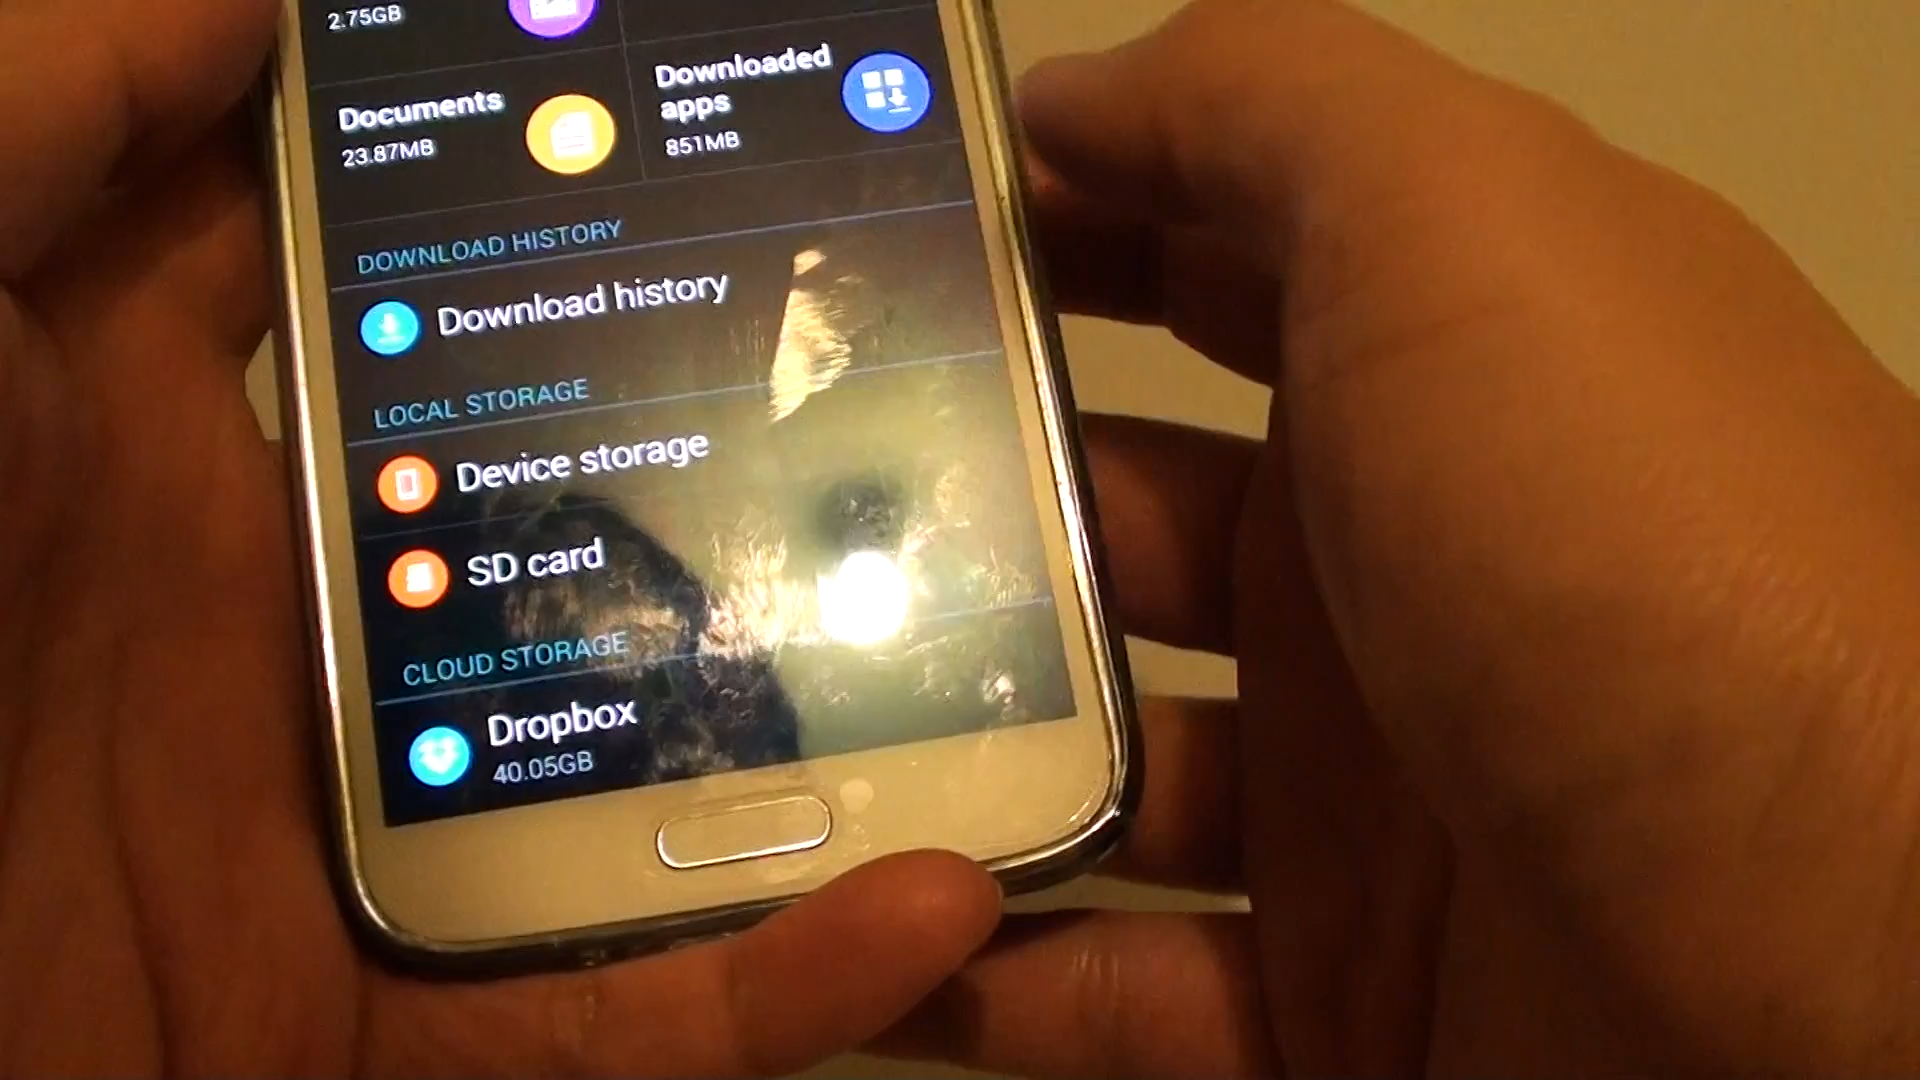 2.75GB
Documents
23.87MB
Downloaded
apps
851MB
DOWNLOAD HISTORY
Download history
LOCAL STORAGE
Device storage
SD card
CLOUD STORAGE
Dropbox
40.05GB